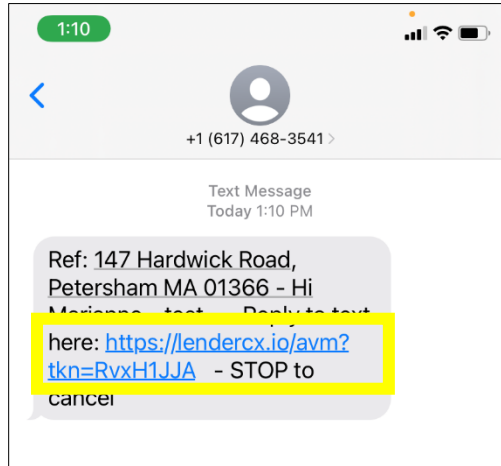 1:10
+1 (617) 468-3541
Text Message
Today 1:10 PM
Ref: 147 Hardwick Road,
Petersham MA 01366 - Hi
here: https://lendercx.io/avm?
tkn=RvxH1JJA - STOP to
cancel